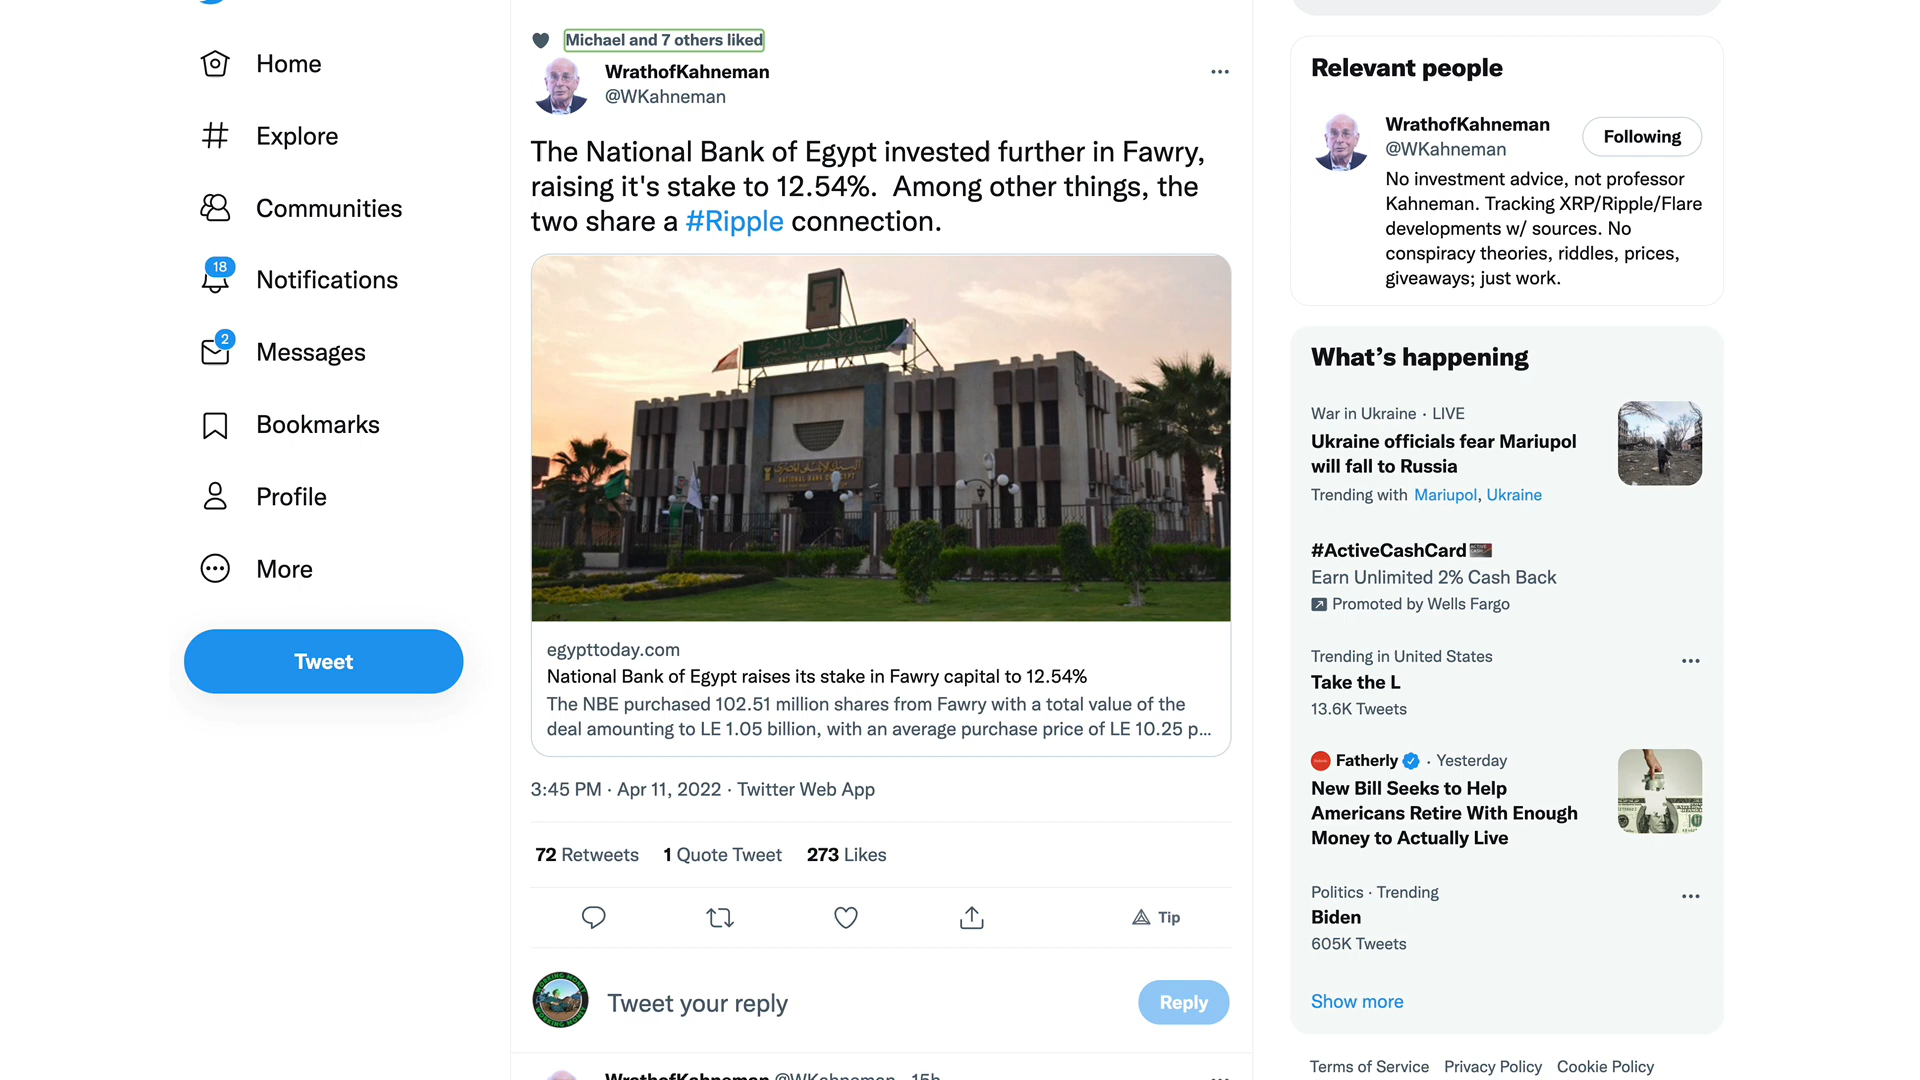 Home
Explore
Communities
18
Notifications
2
Messages
Bookmarks
Profile
More
Tweet
Michael and 7 others liked
WrathofKahneman
@WKahneman
The National Bank of Egypt invested further in Fawry,
raising it's stake to 12.54%.  Among other things, the
two share a #Ripple connection.
البنك الأهلي المصري
NATIONAL BANK OF EGYPT
egypttoday.com
National Bank of Egypt raises its stake in Fawry capital to 12.54%
The NBE purchased 102.51 million shares from Fawry with a total value of the
deal amounting to LE 1.05 billion, with an average purchase price of LE 10.25 p...
3:45 PM · Apr 11, 2022 · Twitter Web App
72 Retweets 1 Quote Tweet 273 Likes
Tip
Tweet your reply
Reply
WrathofKahneman @WKahneman · 15h
Relevant people
WrathofKahneman
@WKahneman
Following
No investment advice, not professor
Kahneman. Tracking XRP/Ripple/Flare
developments w/ sources. No
conspiracy theories, riddles, prices,
giveaways; just work.
What's happening
War in Ukraine · LIVE
Ukraine officials fear Mariupol
will fall to Russia
Trending with Mariupol, Ukraine
#ActiveCashCard
Earn Unlimited 2% Cash Back
Promoted by Wells Fargo
Trending in United States
Take the L
13.6K Tweets
Fatherly · Yesterday
New Bill Seeks to Help
Americans Retire With Enough
Money to Actually Live
Politics · Trending
Biden
605K Tweets
Show more
Terms of Service Privacy Policy Cookie Policy